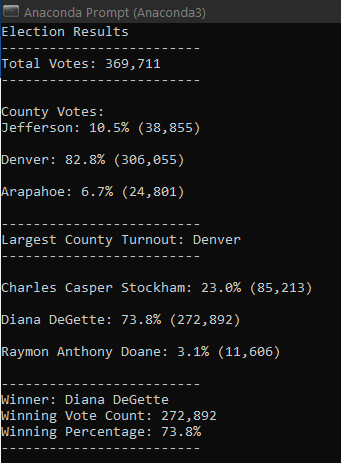 Anaconda Prompt (Anaconda3)
Election Results
-------------------------
Total Votes: 369,711
-------------------------
County Votes:
Jefferson: 10.5% (38,855)
Denver: 82.8% (306,055)
Arapahoe: 6.7% (24,801)
-------------------------
Largest County Turnout: Denver
-------------------------
Charles Casper Stockham: 23.0% (85,213)
Diana DeGette: 73.8% (272,892)
Raymon Anthony Doane: 3.1% (11,606)
-------------------------
Winner: Diana DeGette
Winning Vote Count: 272,892
Winning Percentage: 73.8%
-------------------------